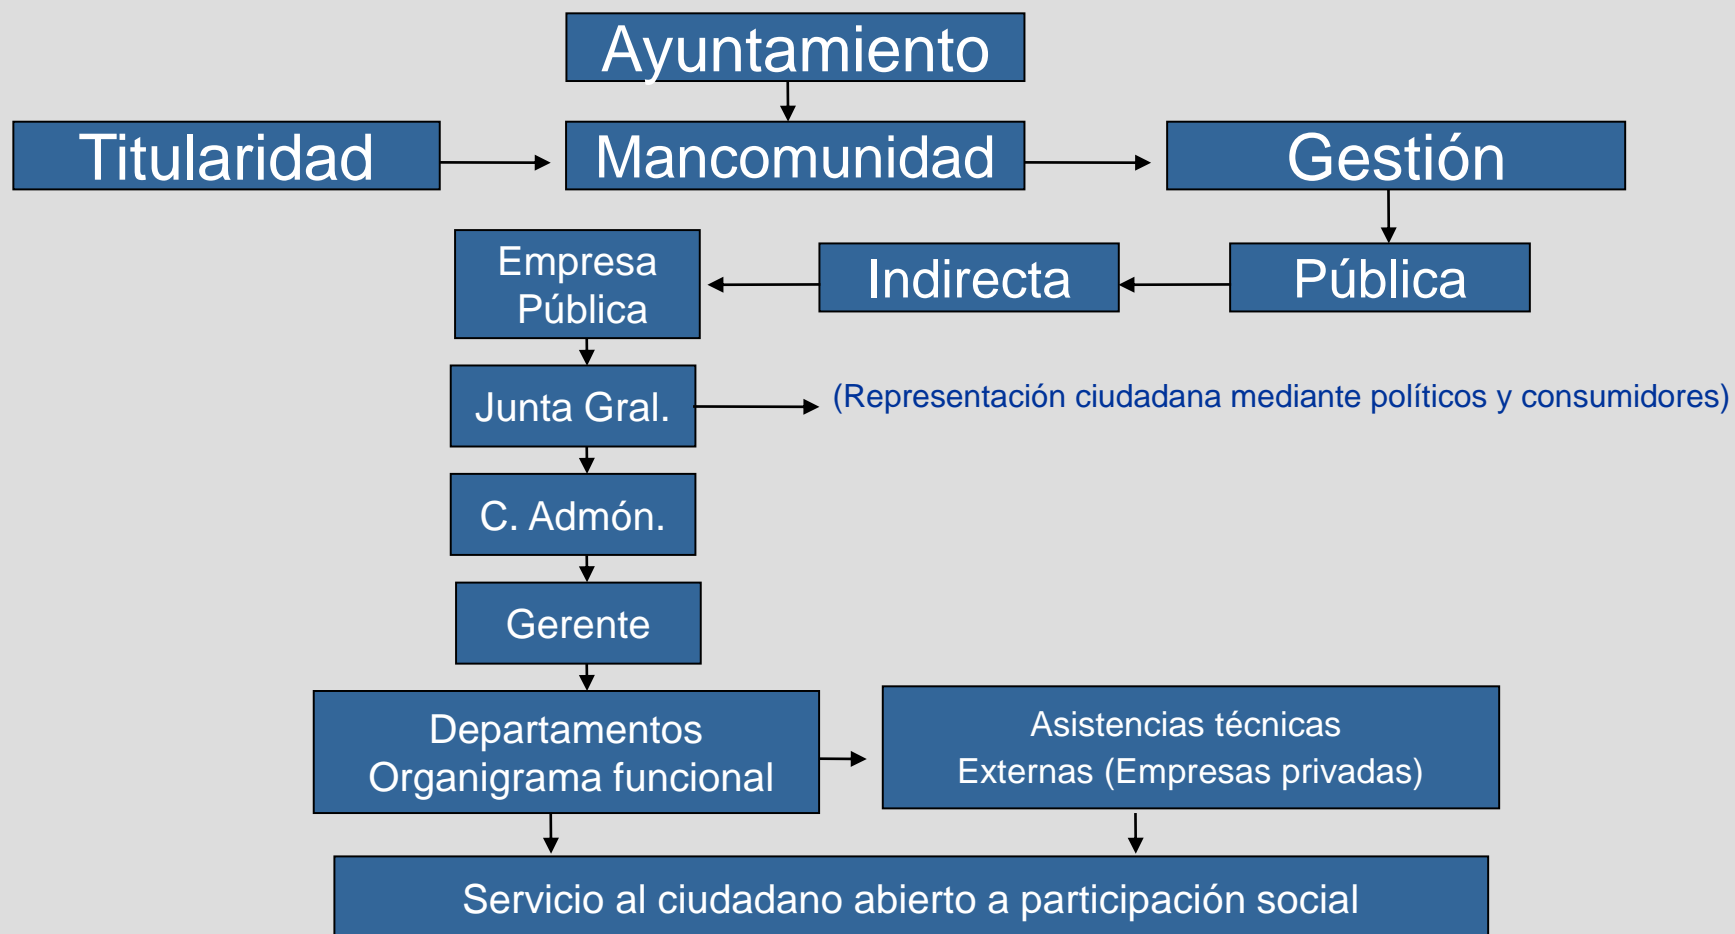 Ayuntamiento
Titularidad
Mancomunidad
Gestión
Empresa
Pública
Indirecta
Pública
Junta Gral.
(Representación ciudadana mediante políticos y consumidores)
C. Admón.
Gerente
Departamentos
Organigrama funcional
Asistencias técnicas
Externas (Empresas privadas)
Servicio al ciudadano abierto a participación social